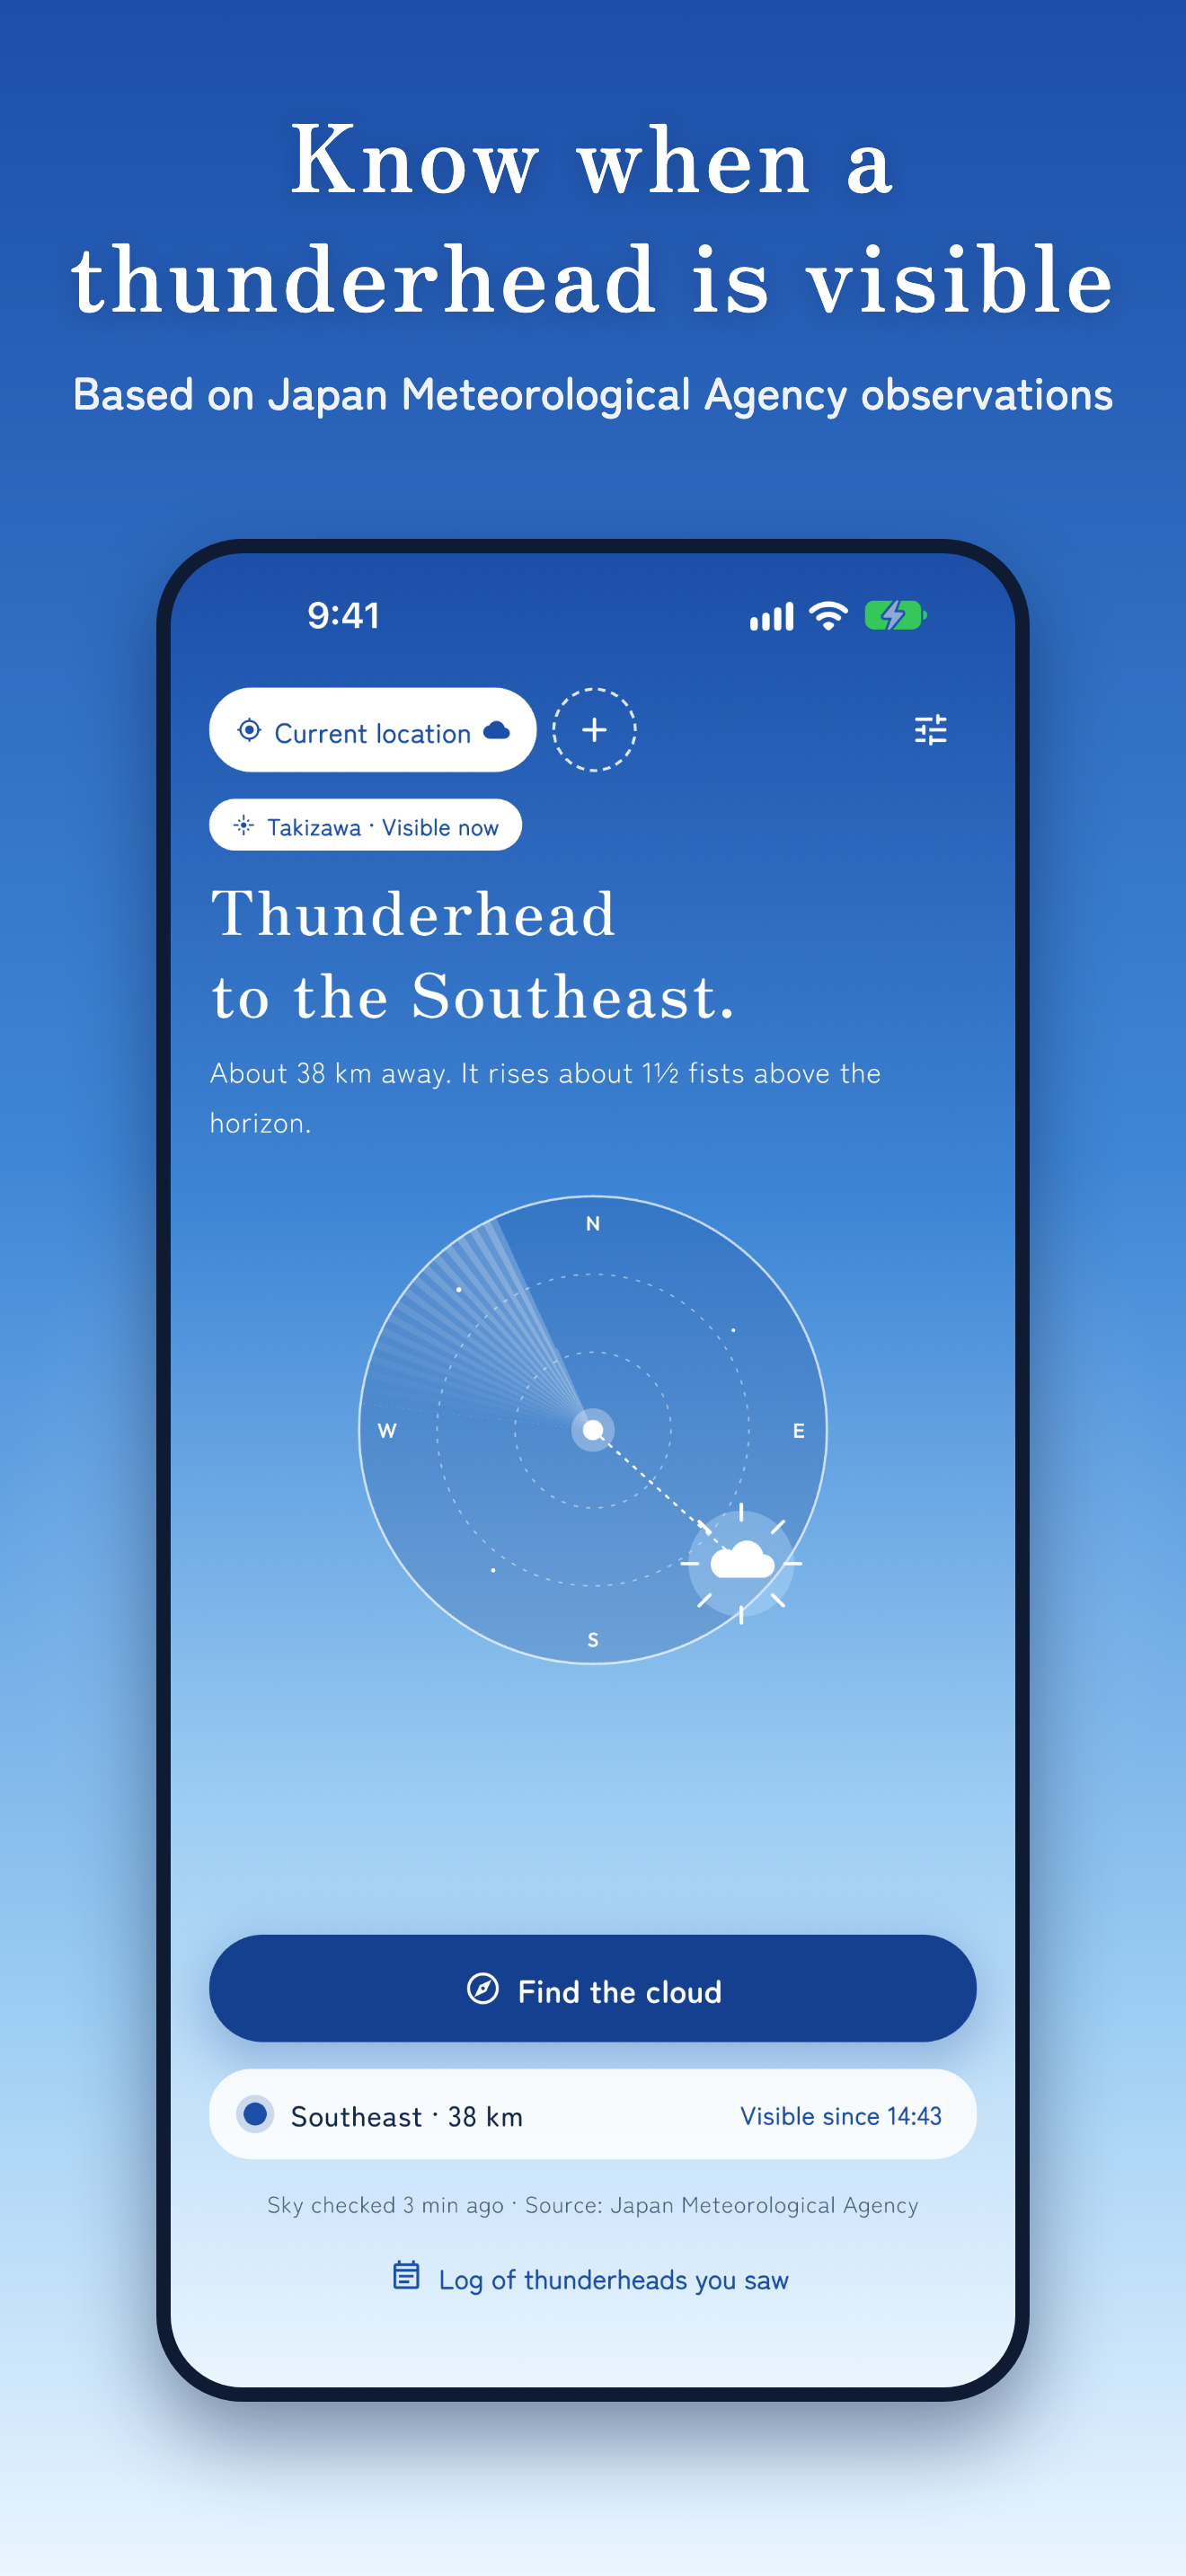 Know when a
thunderhead is visible
Based on Japan Meteorological Agency observations
9:41
Current location
Takizawa · Visible now
Thunderhead
to the Southeast.
About 38 km away. It rises about 1½ fists above the
horizon.
N
W
E
S
Find the cloud
Southeast · 38 km
Visible since 14:43
Sky checked 3 min ago · Source: Japan Meteorological Agency
Log of thunderheads you saw